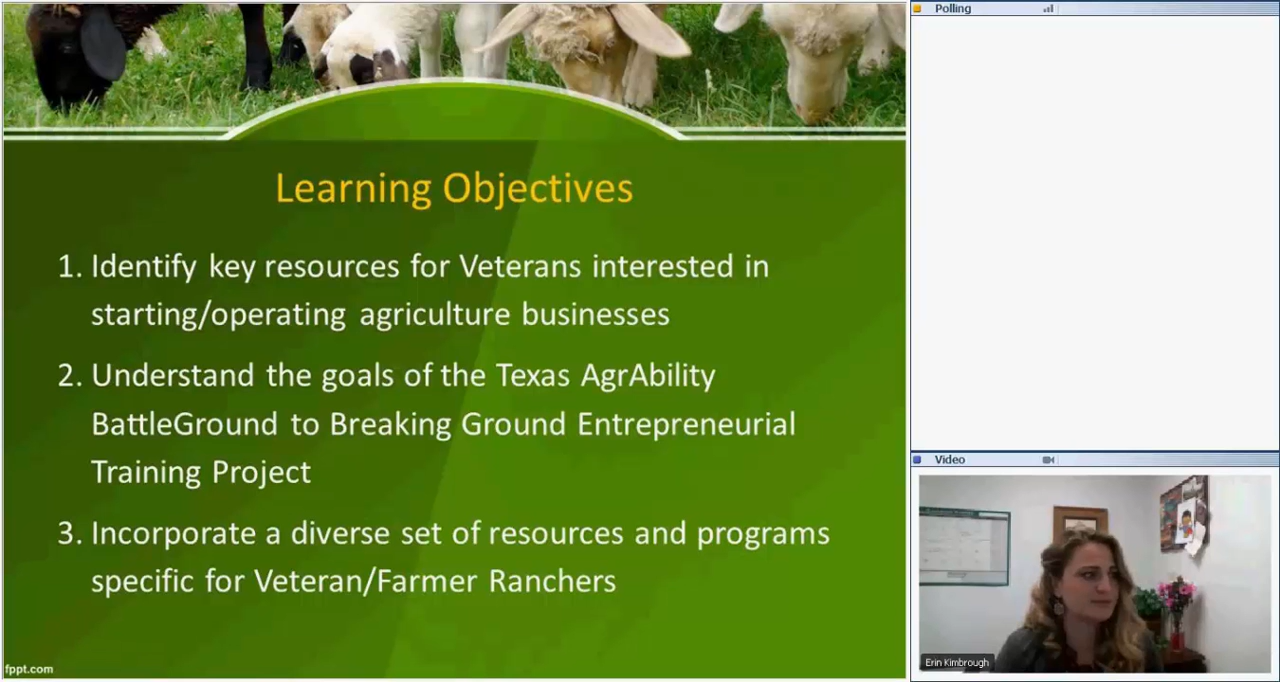 Learning Objectives
1. Identify key resources for Veterans interested in
starting/operating agriculture businesses
2. Understand the goals of the Texas AgrAbility
BattleGround to Breaking Ground Entrepreneurial
Training Project
3. Incorporate a diverse set of resources and programs
specific for Veteran/Farmer Ranchers
fppt.com
Polling
Video
Erin Kimbrough